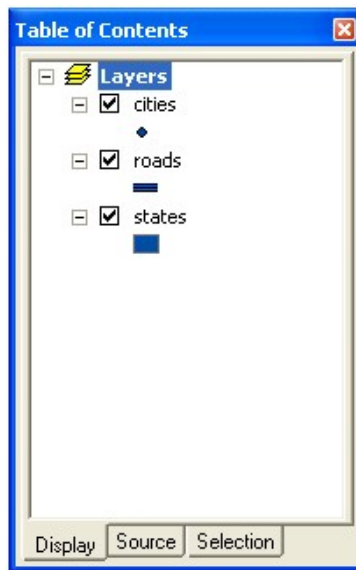 Table of Contents
Layers
cities
roads
states
Display Source Selection